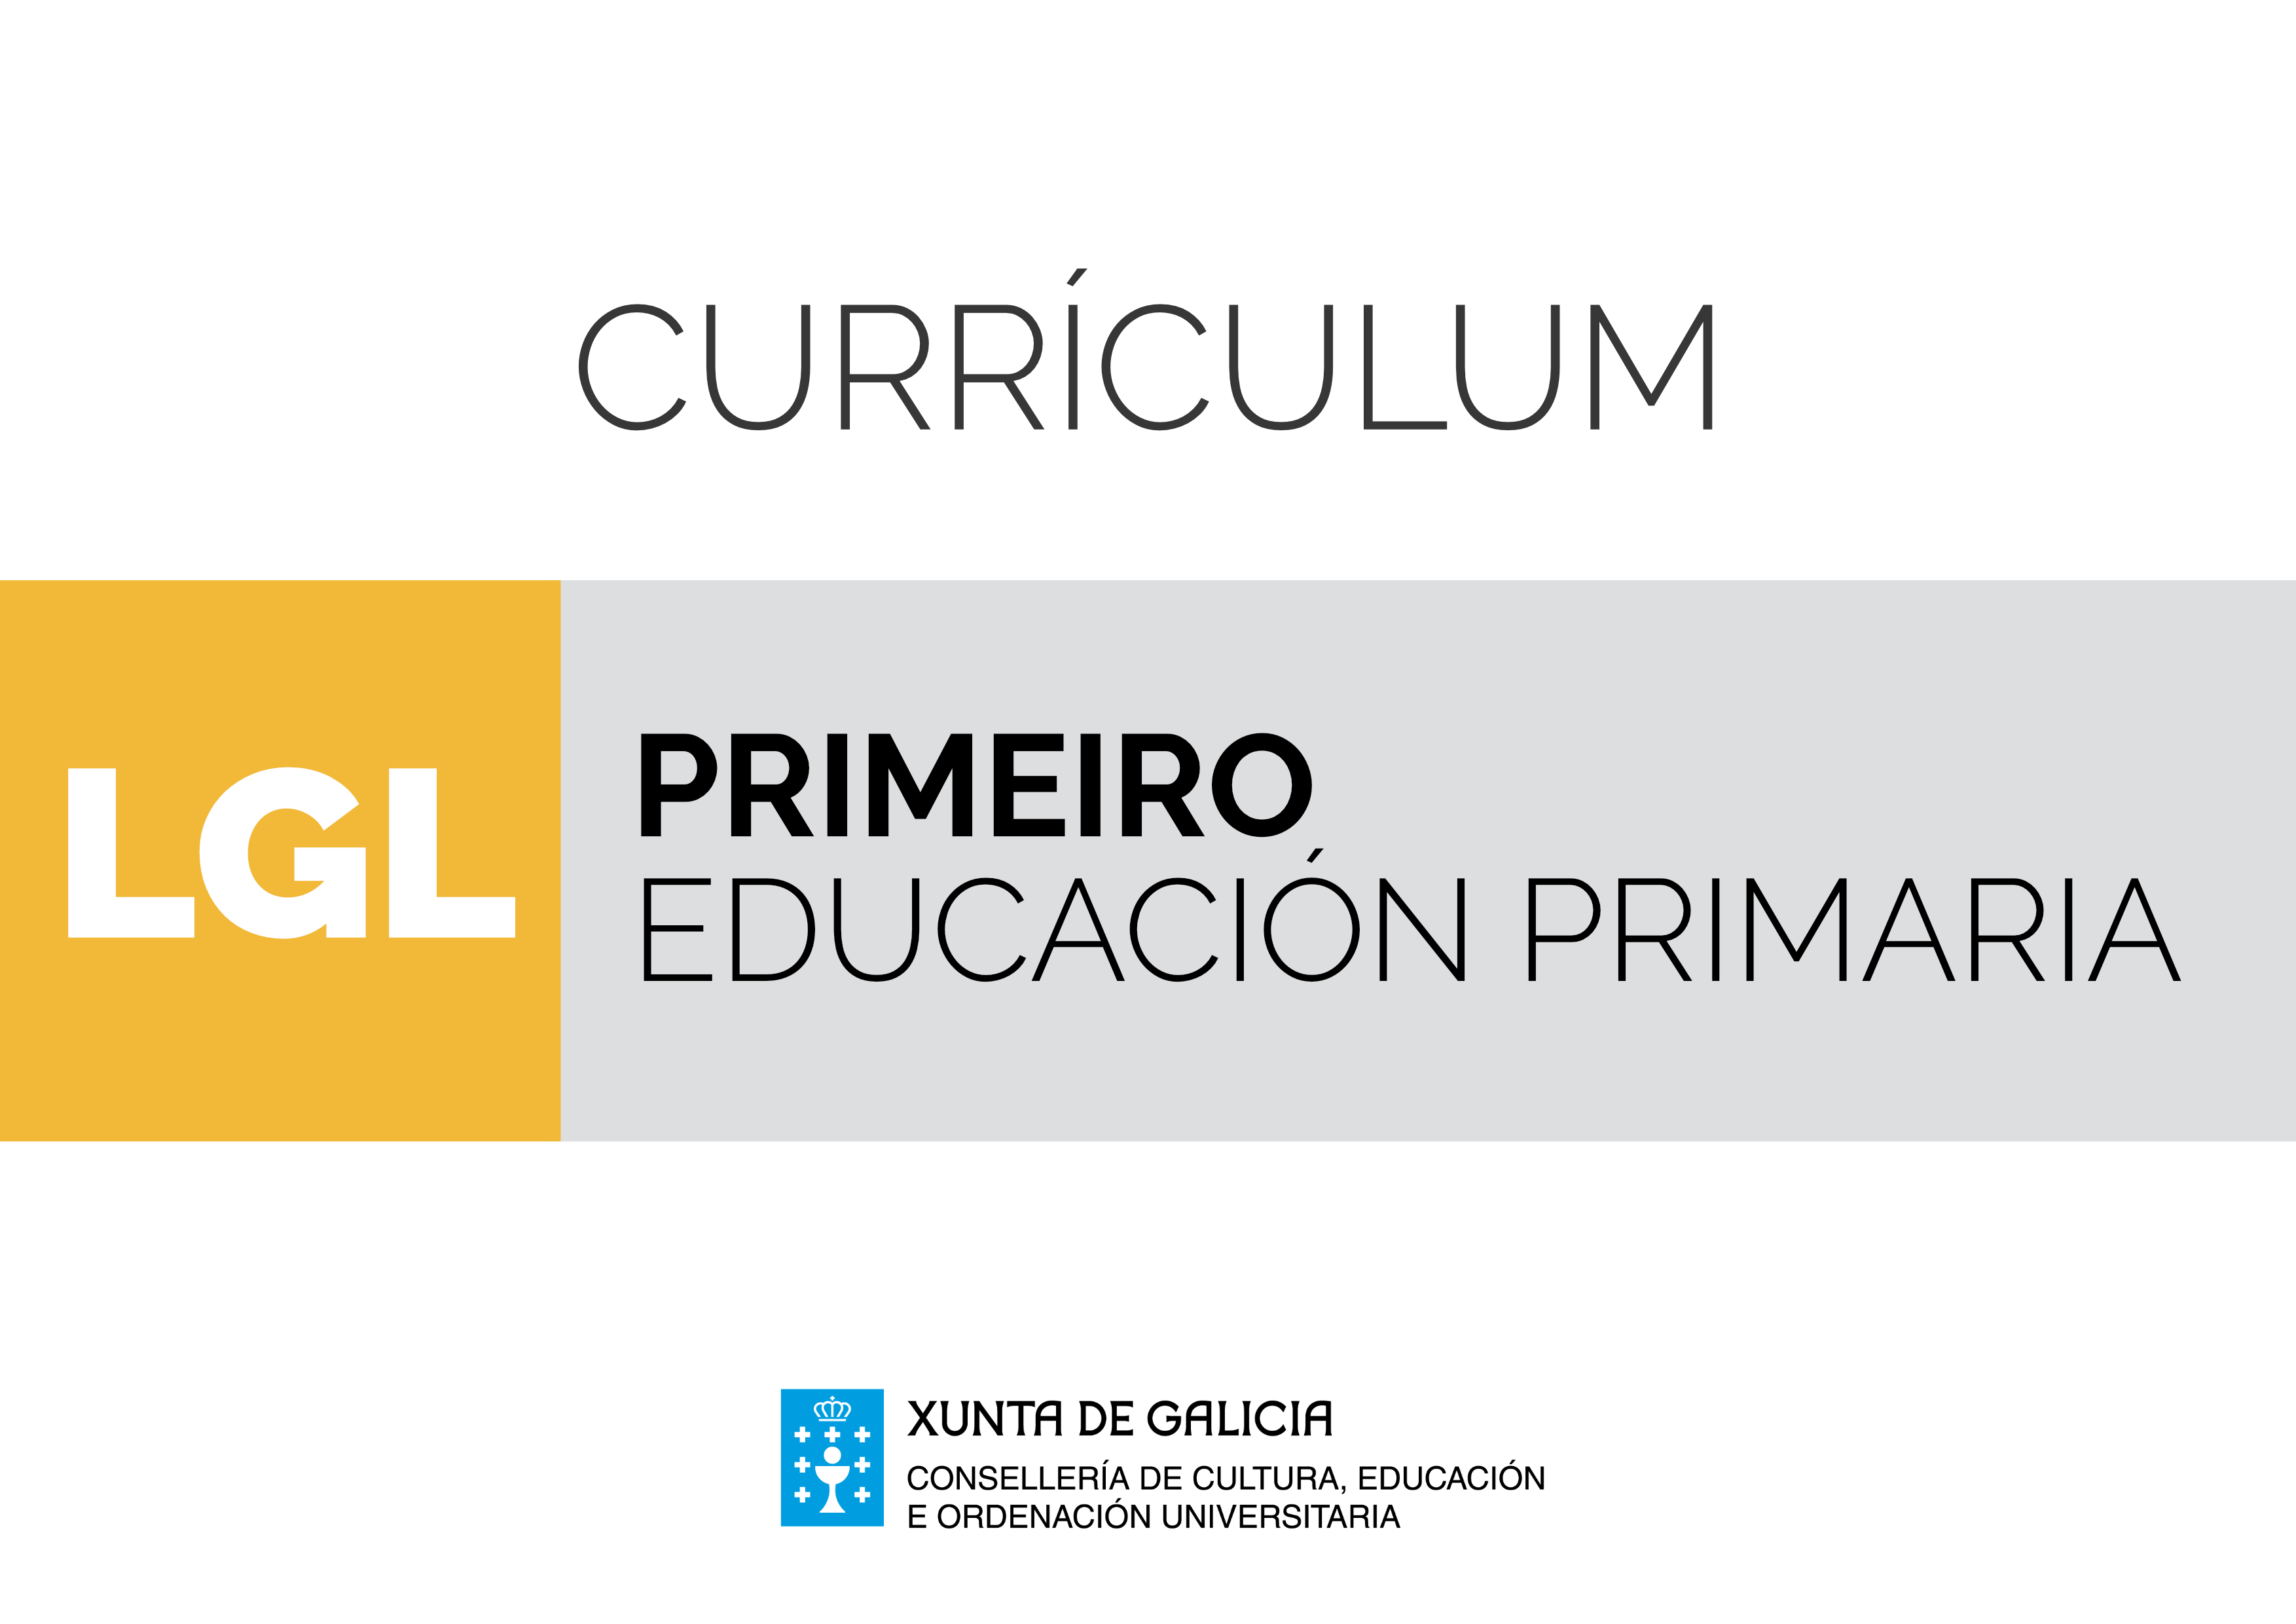 CURRÍCULUM
LGL
PRIMEIRO
EDUCACIÓN PRIMARIA
XUNTA DE GALICIA
CONSELLERÍA DE CULTURA, EDUCACIÓN
E ORDENACIÓN UNIVERSITARIA